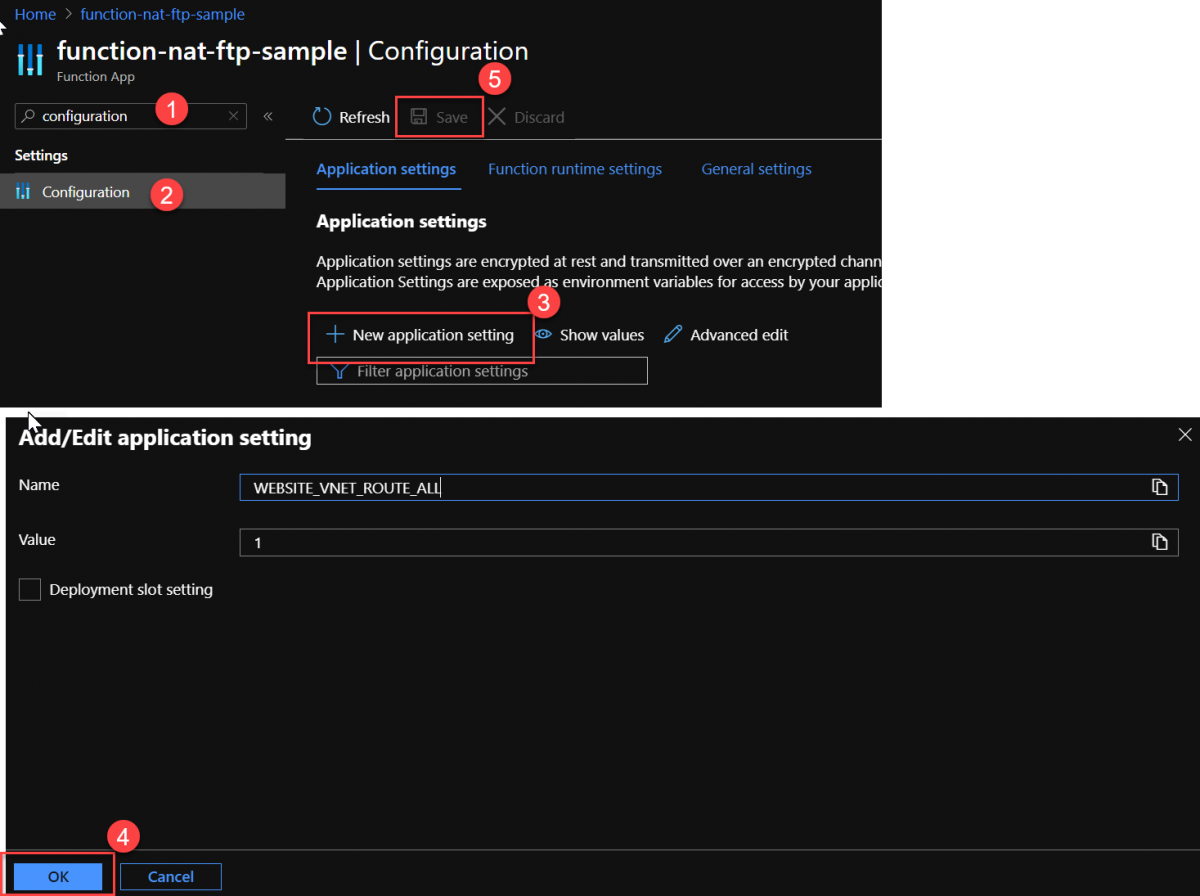 Home > function-nat-ftp-sample
function-nat-ftp-sample | Configuration
Function App
5
configuration
1
«
Refresh
Save
Discard
Settings
Configuration
2
Application settings
Function runtime settings
General settings
Application settings
Application settings are encrypted at rest and transmitted over an encrypted chann
Application Settings are exposed as environment variables for access by your applic
3
New application setting
Show values
Advanced edit
Filter application settings
Add/Edit application setting
Name
WEBSITE_VNET_ROUTE_ALL
Value
1
Deployment slot setting
4
OK
Cancel